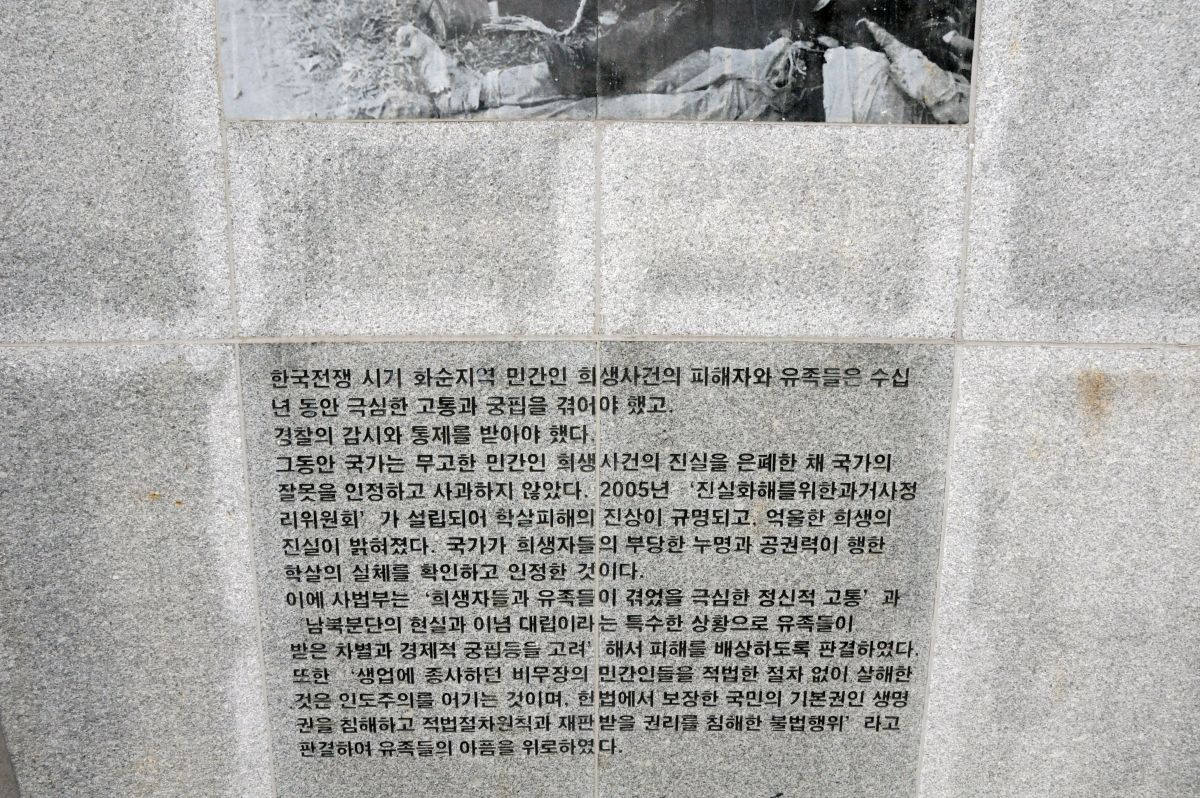 한국전쟁 시기 화순지역 민간인 희생사건의 피해자와 유족들은 수십
년 동안 극심한 고통과 궁핍을 겪어야 했고.
경찰의 감시와 통제를 받아야 했다.
그동안 국가는 무고한 민간인 희생사건의 진실을 은폐한 채 국가의
잘못을 인정하고 사과하지 않았다. 2005년 ‘진실화해를위한과거사정
리위원회’ 가 설립되어 학살피해의 진상이 규명되고, 억울한 희생의
진실이 밝혀졌다. 국가가 희생자들의 부당한 누명과 공권력이 행한
학살의 실체를 확인하고 인정한 것이다.
이에 사법부는 ‘희생자들과 유족들이 겪었을 극심한 정신적 고통’ 과
‘남북분단의 현실과 이념 대립이라는 특수한 상황으로 유족들이
받은 차별과 경제적 궁핍등을 고려’ 해서 피해를 배상하도록 판결하였다.
또한 ‘생업에 종사하던 비무장의 민간인들을 적법한 절차 없이 살해한
것은 인도주의를 어기는 것이며, 헌법에서 보장한 국민의 기본권인 생명
권을 침해하고 적법절차원칙과 재판받을 권리를 침해한 불법행위’ 라고
판결하여 유족들의 아픔을 위로하였다.